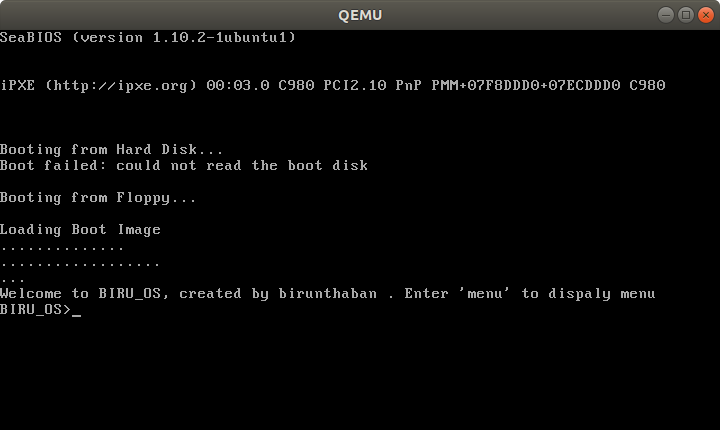 QEMU
SeaBIOS (version 1.10.2-1ubuntu1)
iPXE (http://ipxe.org) 00:03.0 C980 PCI2.10 PnP PMM+07F8DDD0+07ECDDD0 C980
Booting from Hard Disk...
Boot failed: could not read the boot disk
Booting from Floppy...
Loading Boot Image
..............
..................
...
Welcome to BIRU_OS, created by birunthaban . Enter 'menu' to dispaly menu
BIRU_OS>_